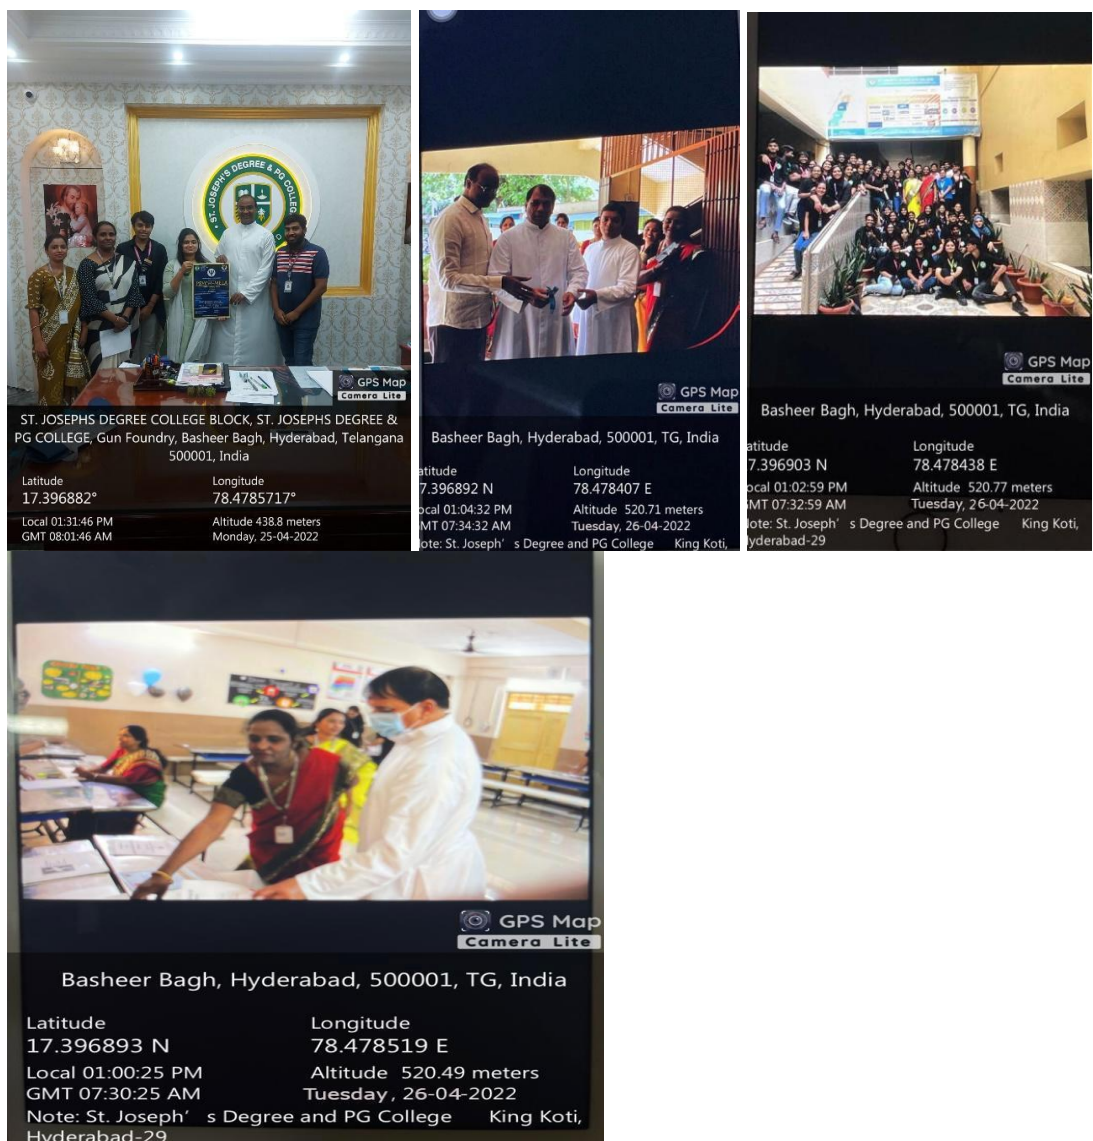 ST. JOSEPH'S DEGREE & PG COLLEGE
GPS Map
Camera Lite
ST. JOSEPHS DEGREE COLLEGE BLOCK, ST. JOSEPHS DEGREE &
PG COLLEGE, Gun Foundry, Basheer Bagh, Hyderabad, Telangana
500001, India
Latitude
17.396882°
Longitude
78.4785717°
Local 01:31:46 PM
GMT 08:01:46 AM
Altitude 438.8 meters
Monday, 25-04-2022
GPS Map
Camera Lite
Basheer Bagh, Hyderabad, 500001, TG, India
atitude
7.396892 N
Longitude
78.478407 E
ocal 01:04:32 PM
MT 07:34:32 AM
Altitude 520.71 meters
Tuesday, 26-04-2022
lote: St. Joseph' s Degree and PG College King Koti,
GPS Map
Camera Lite
Basheer Bagh, Hyderabad, 500001, TG, India
atitude
7.396903 N
Longitude
78.478438 E
ocal 01:02:59 PM
MT 07:32:59 AM
Altitude 520.77 meters
Tuesday, 26-04-2022
lote: St. Joseph' s Degree and PG College King Koti,
lyderabad-29
GPS Map
Camera Lite
Basheer Bagh, Hyderabad, 500001, TG, India
Latitude
17.396893 N
Longitude
78.478519 E
Local 01:00:25 PM
GMT 07:30:25 AM
Altitude 520.49 meters
Tuesday, 26-04-2022
Note: St. Joseph' s Degree and PG College King Koti,
Hyderabad-29